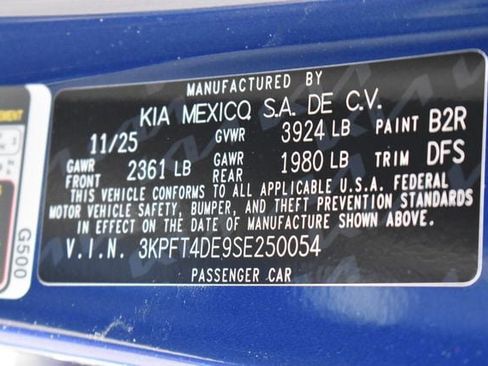 MANUFACTURED BY
KIA MEXICO, S.A. DE C.V.
11/25 GVWR 3924 LB PAINT B2R
GAWR FRONT 2361 LB GAWR REAR 1980 LB TRIM DFS
THIS VEHICLE CONFORMS TO ALL APPLICABLE U.S.A. FEDERAL
MOTOR VEHICLE SAFETY, BUMPER, AND THEFT PREVENTION STANDARDS
IN EFFECT ON THE DATE OF MANUFACTURE SHOWN ABOVE.
V.I.N. 3KPFT4DE9SE250054
PASSENGER CAR
G500